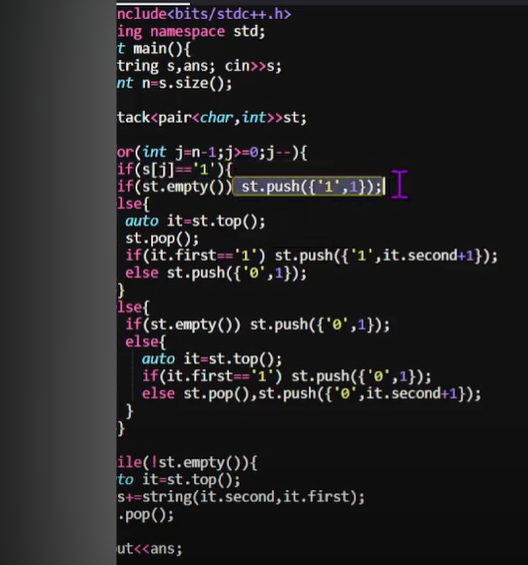 nclude<bits/stdc++.h>
ing namespace std;
t main(){
tring s,ans; cin>>s;
nt n=s.size();
tack<pair<char,int>>st;
or(int j=n-1;j>=0;j--){
if(s[j]=='1'){
if(st.empty()) st.push({'1',1});
lse{
auto it=st.top();
st.pop();
if(it.first=='1') st.push({'1',it.second+1});
else st.push({'0',1});
}
lse{
if(st.empty()) st.push({'0',1});
else{
auto it=st.top();
if(it.first=='1') st.push({'0',1});
else st.pop(),st.push({'0',it.second+1});
}
}
ile(!st.empty()){
to it=st.top();
s+=string(it.second,it.first);
.pop();
out<<ans;